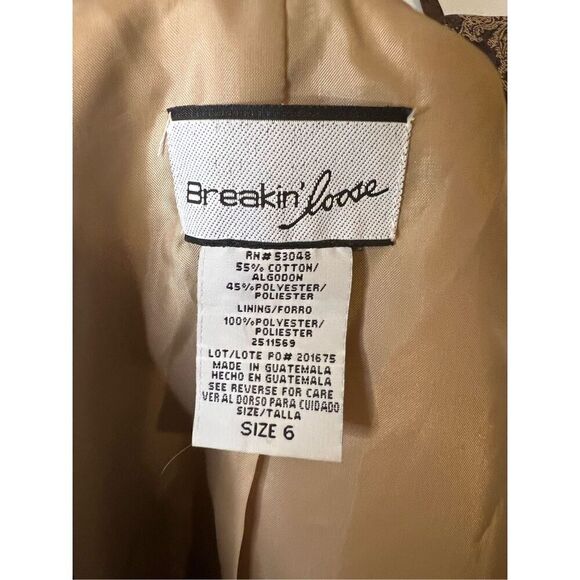 Breakin' loose
RN# 53048
55% COTTON/
ALGODON
45% POLYESTER/
POLIESTER
LINING/FORRO
100% POLYESTER/
POLIESTER
2511569
LOT/LOTE PO# 201675
MADE IN GUATEMALA
HECHO EN GUATEMALA
SEE REVERSE FOR CARE
VER AL DORSO PARA CUIDADO
SIZE/TALLA
SIZE 6